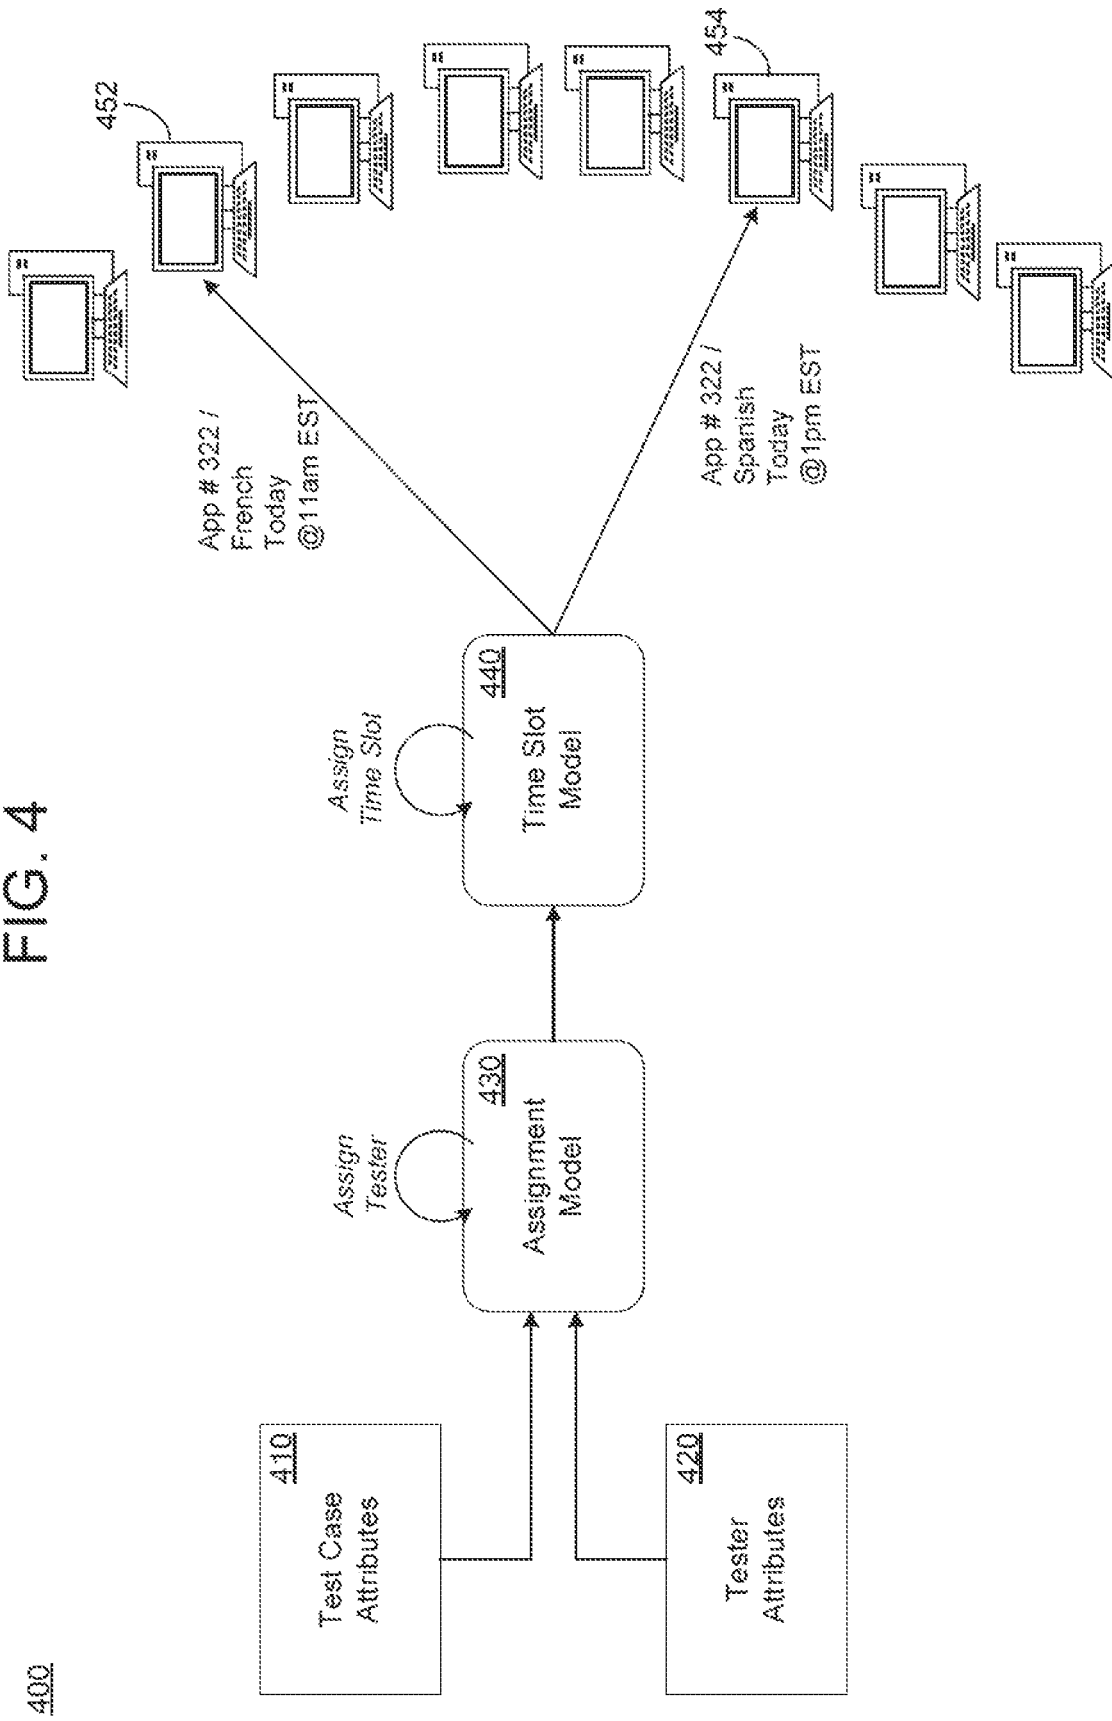 400
FIG. 4
410
Test Case
Attributes
420
Tester
Attributes
Assign
Tester
430
Assignment
Model
Assign
Time Slot
440
Time Slot
Model
App # 322 /
French
Today
@11am EST
452
App # 322 /
Spanish
Today
@1pm EST
454